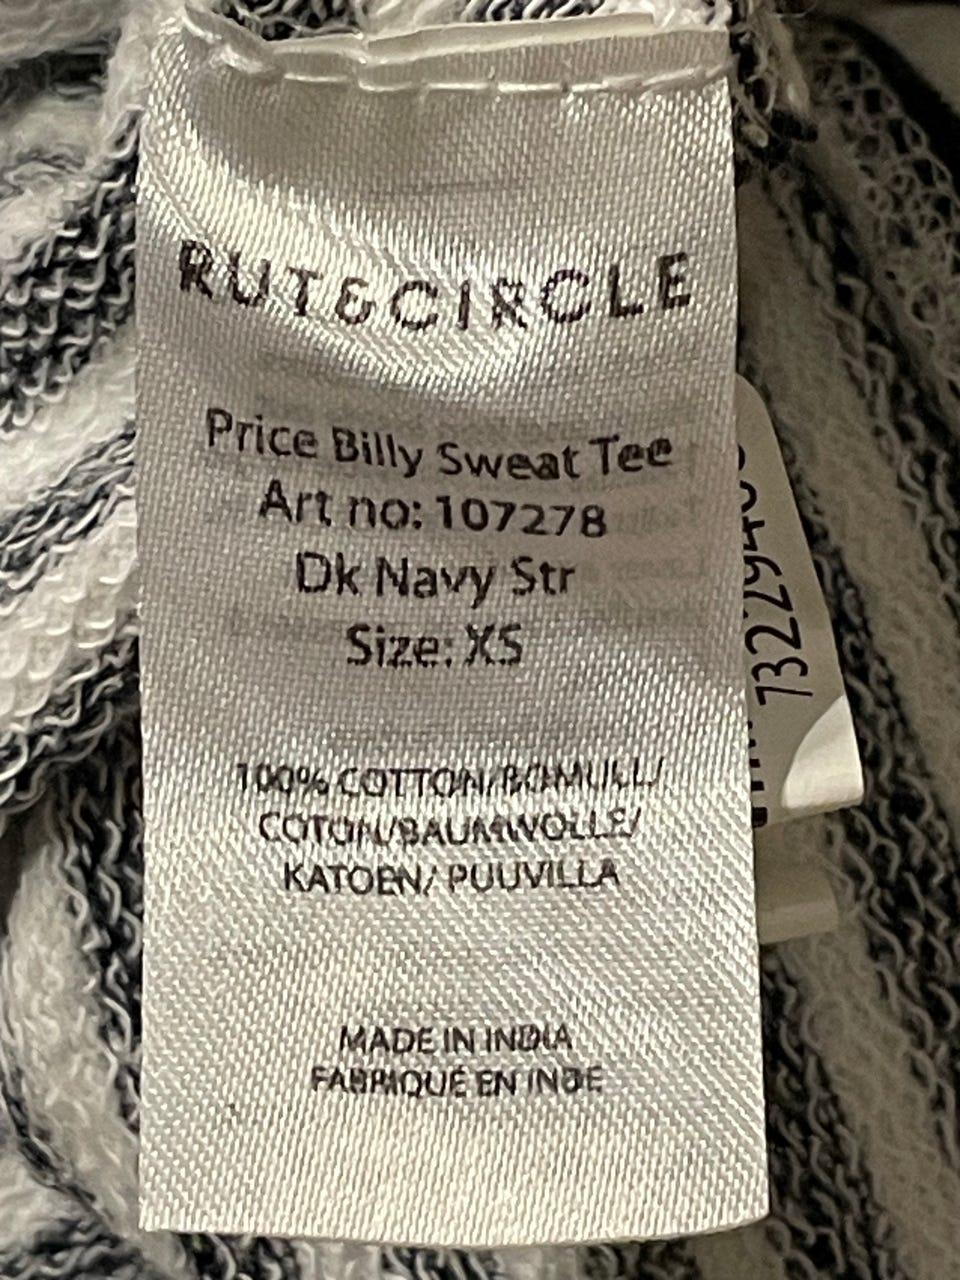 RUT&CIRCLE
Price Billy Sweat Tee
Art no: 107278
Dk Navy Str
Size: XS
100% COTTON/BOMULL/
COTON/BAUMWOLLE/
KATOEN/ PUUVILLA
MADE IN INDIA
FABRIQUÉ EN INDE